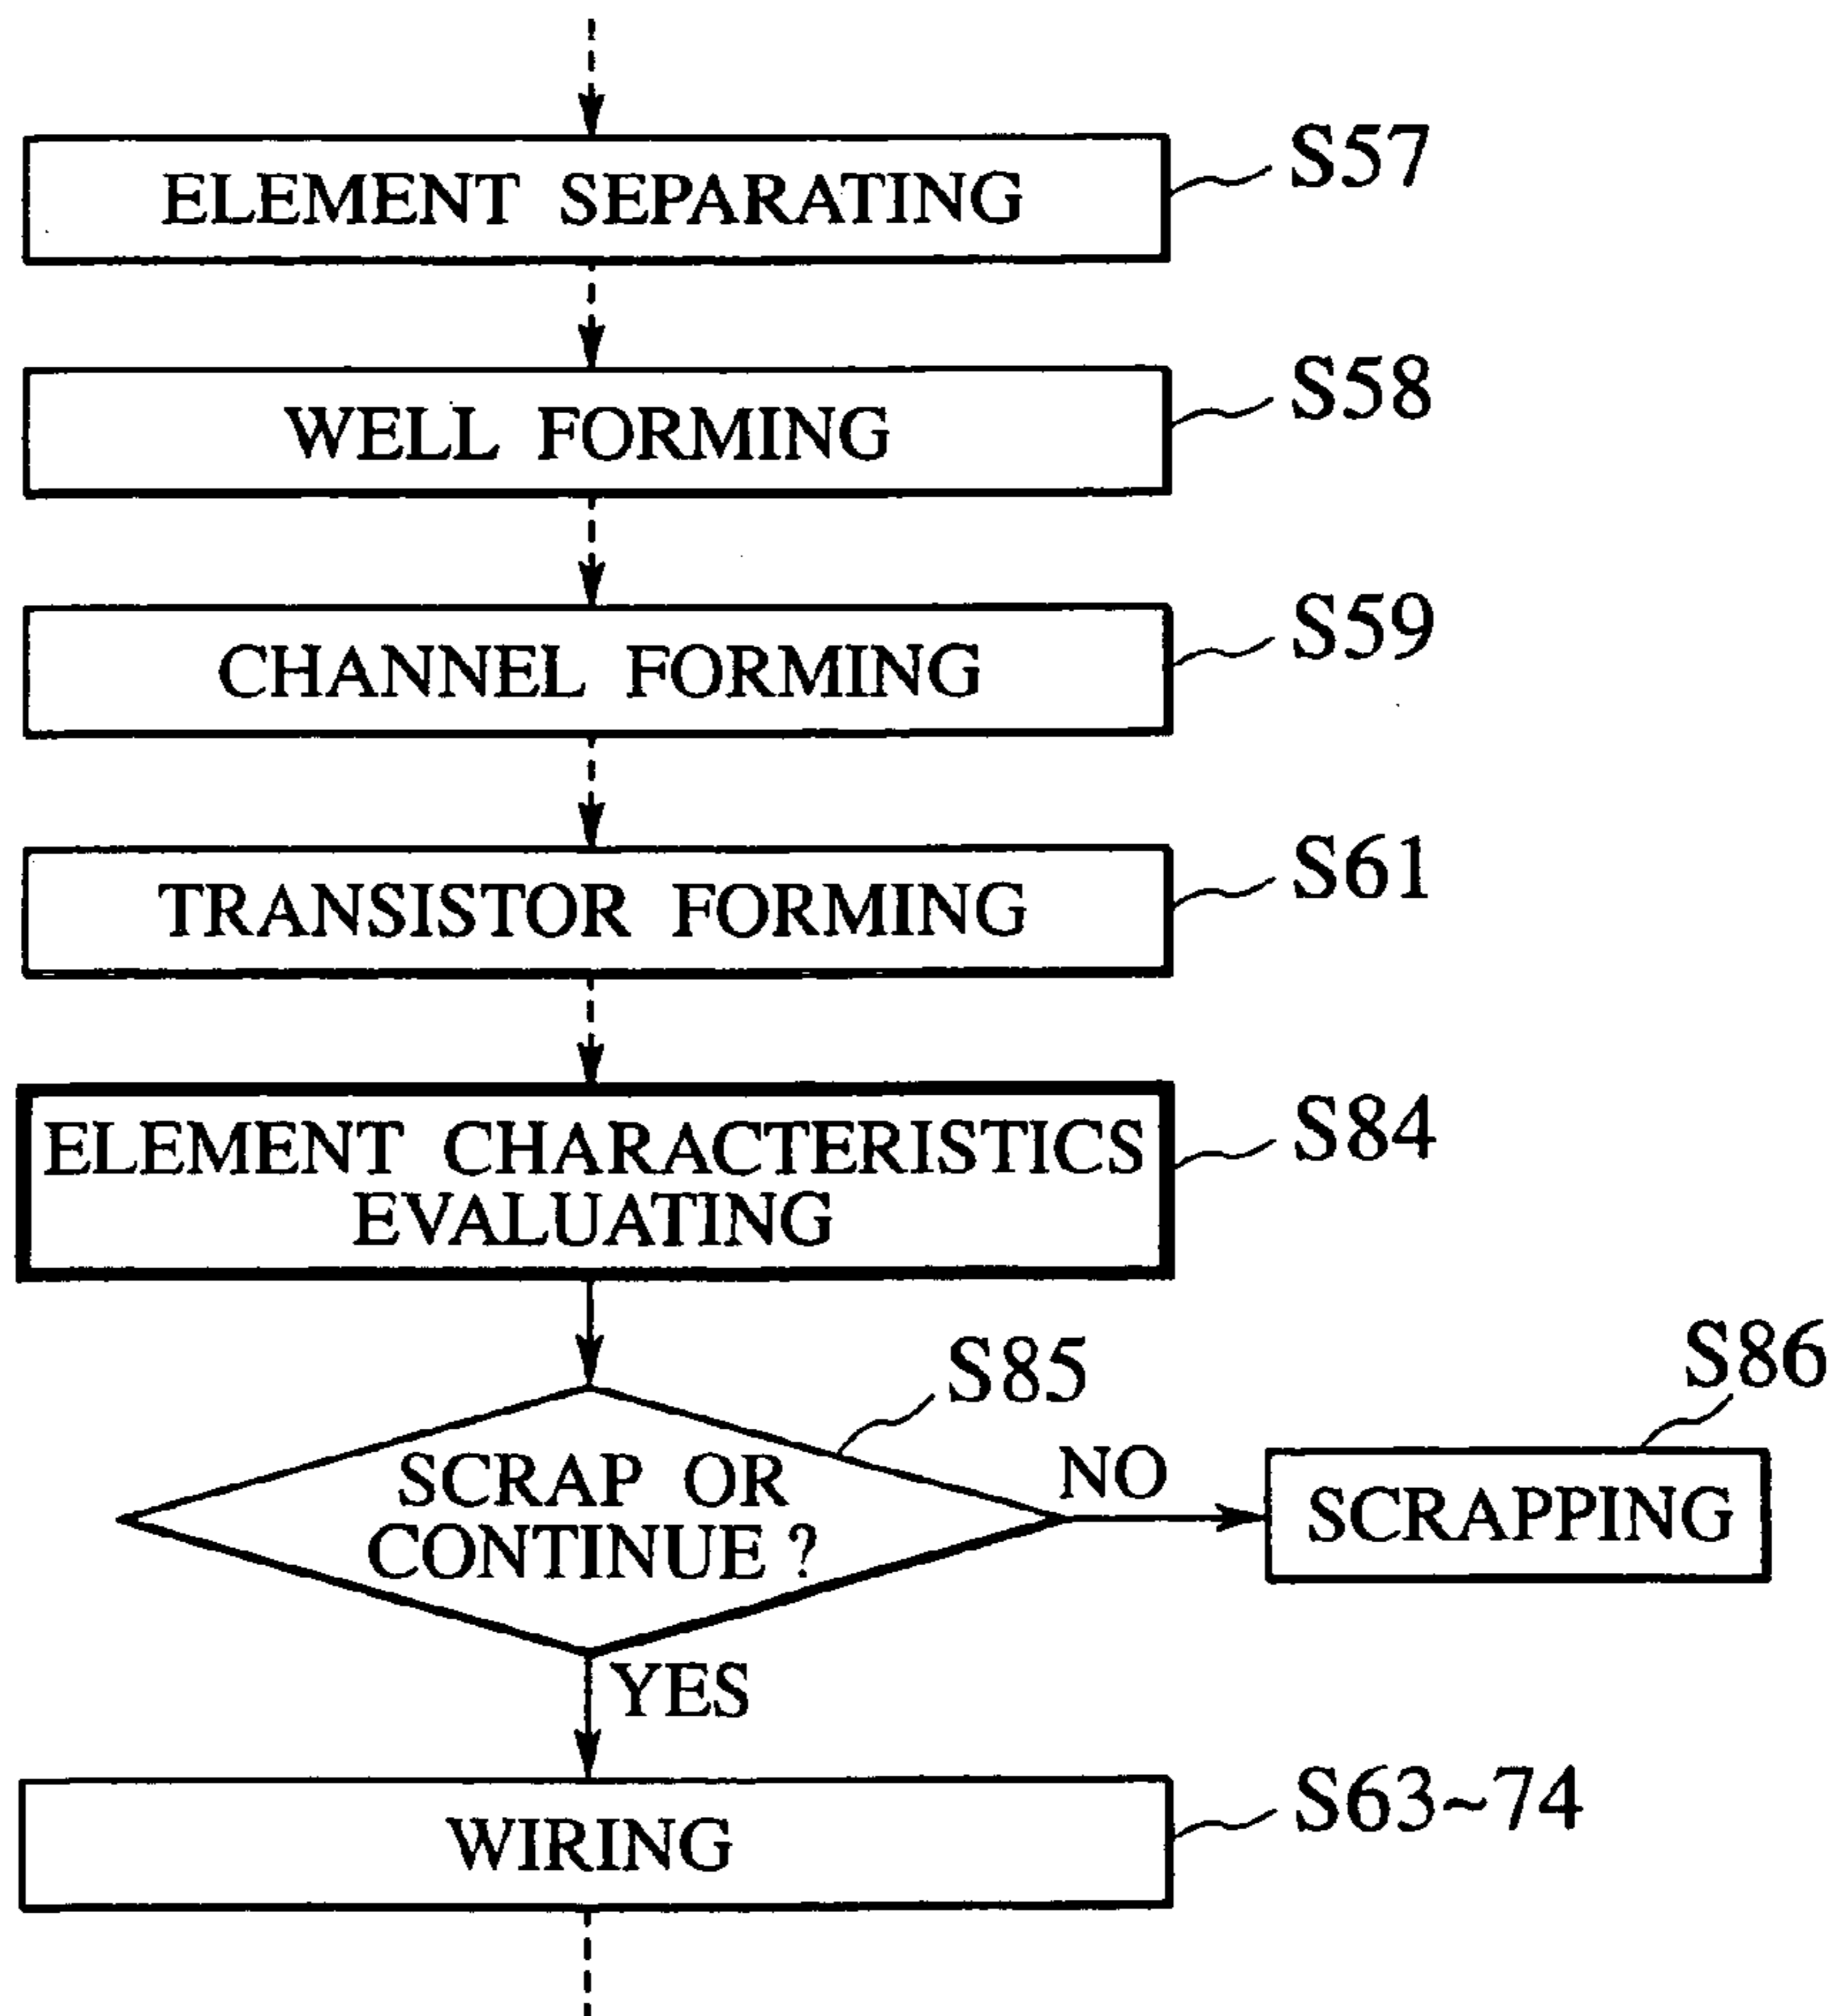 ELEMENT SEPARATING
S57
WELL FORMING
S58
CHANNEL FORMING
S59
TRANSISTOR FORMING
S61
ELEMENT CHARACTERISTICS
EVALUATING
S84
S85
S86
SCRAP OR
CONTINUE?
NO
SCRAPPING
YES
WIRING
S63~74